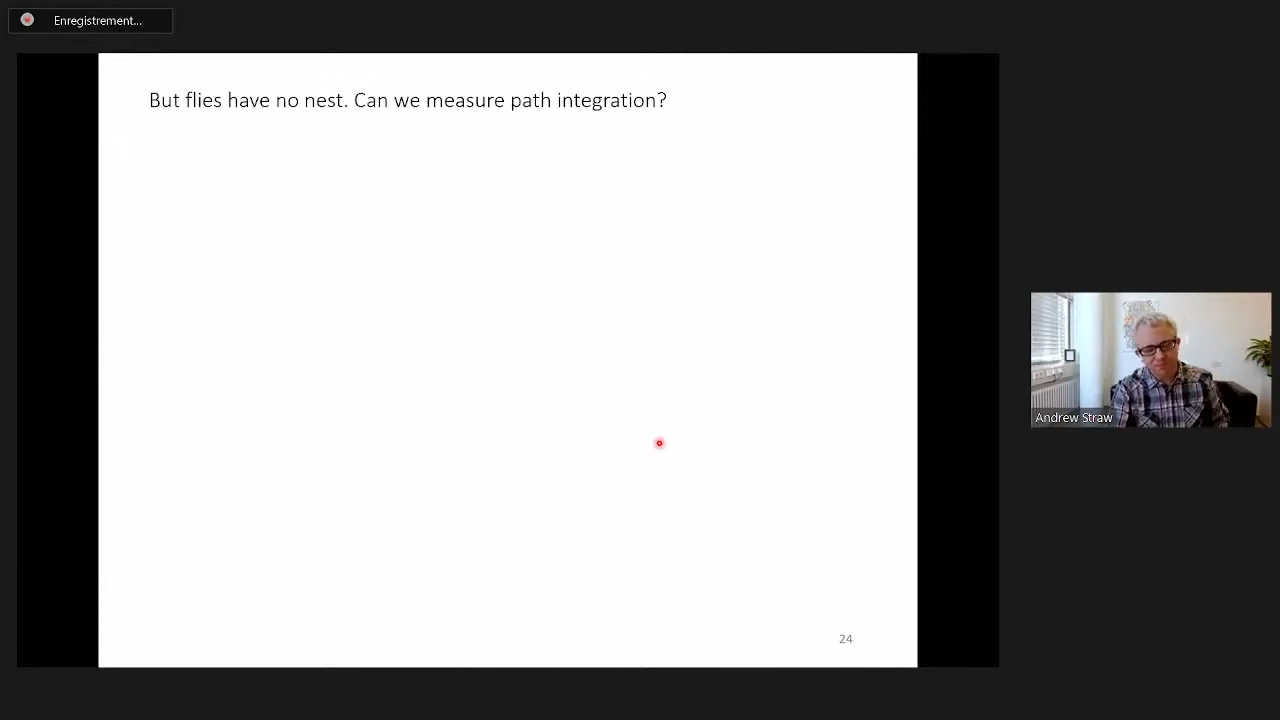 Enregistrement...
But flies have no nest. Can we measure path integration?
Andrew Straw
24